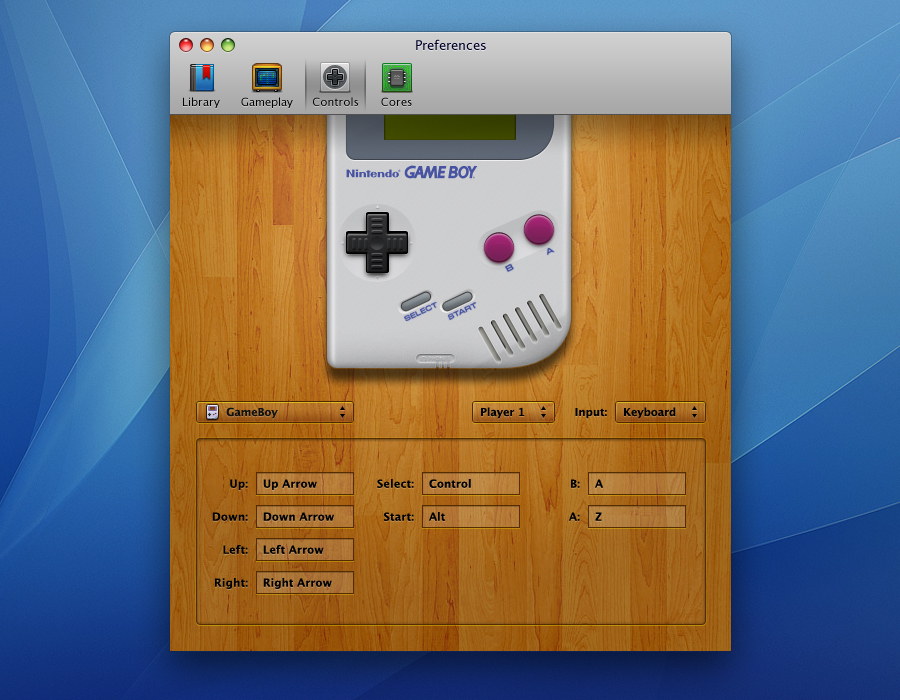 Preferences
Library Gameplay Controls Cores
Nintendo GAME BOY
B A
SELECT START
GameBoy Player 1 Input: Keyboard
Up: Up Arrow Select: Control B: A
Down: Down Arrow Start: Alt A: Z
Left: Left Arrow
Right: Right Arrow